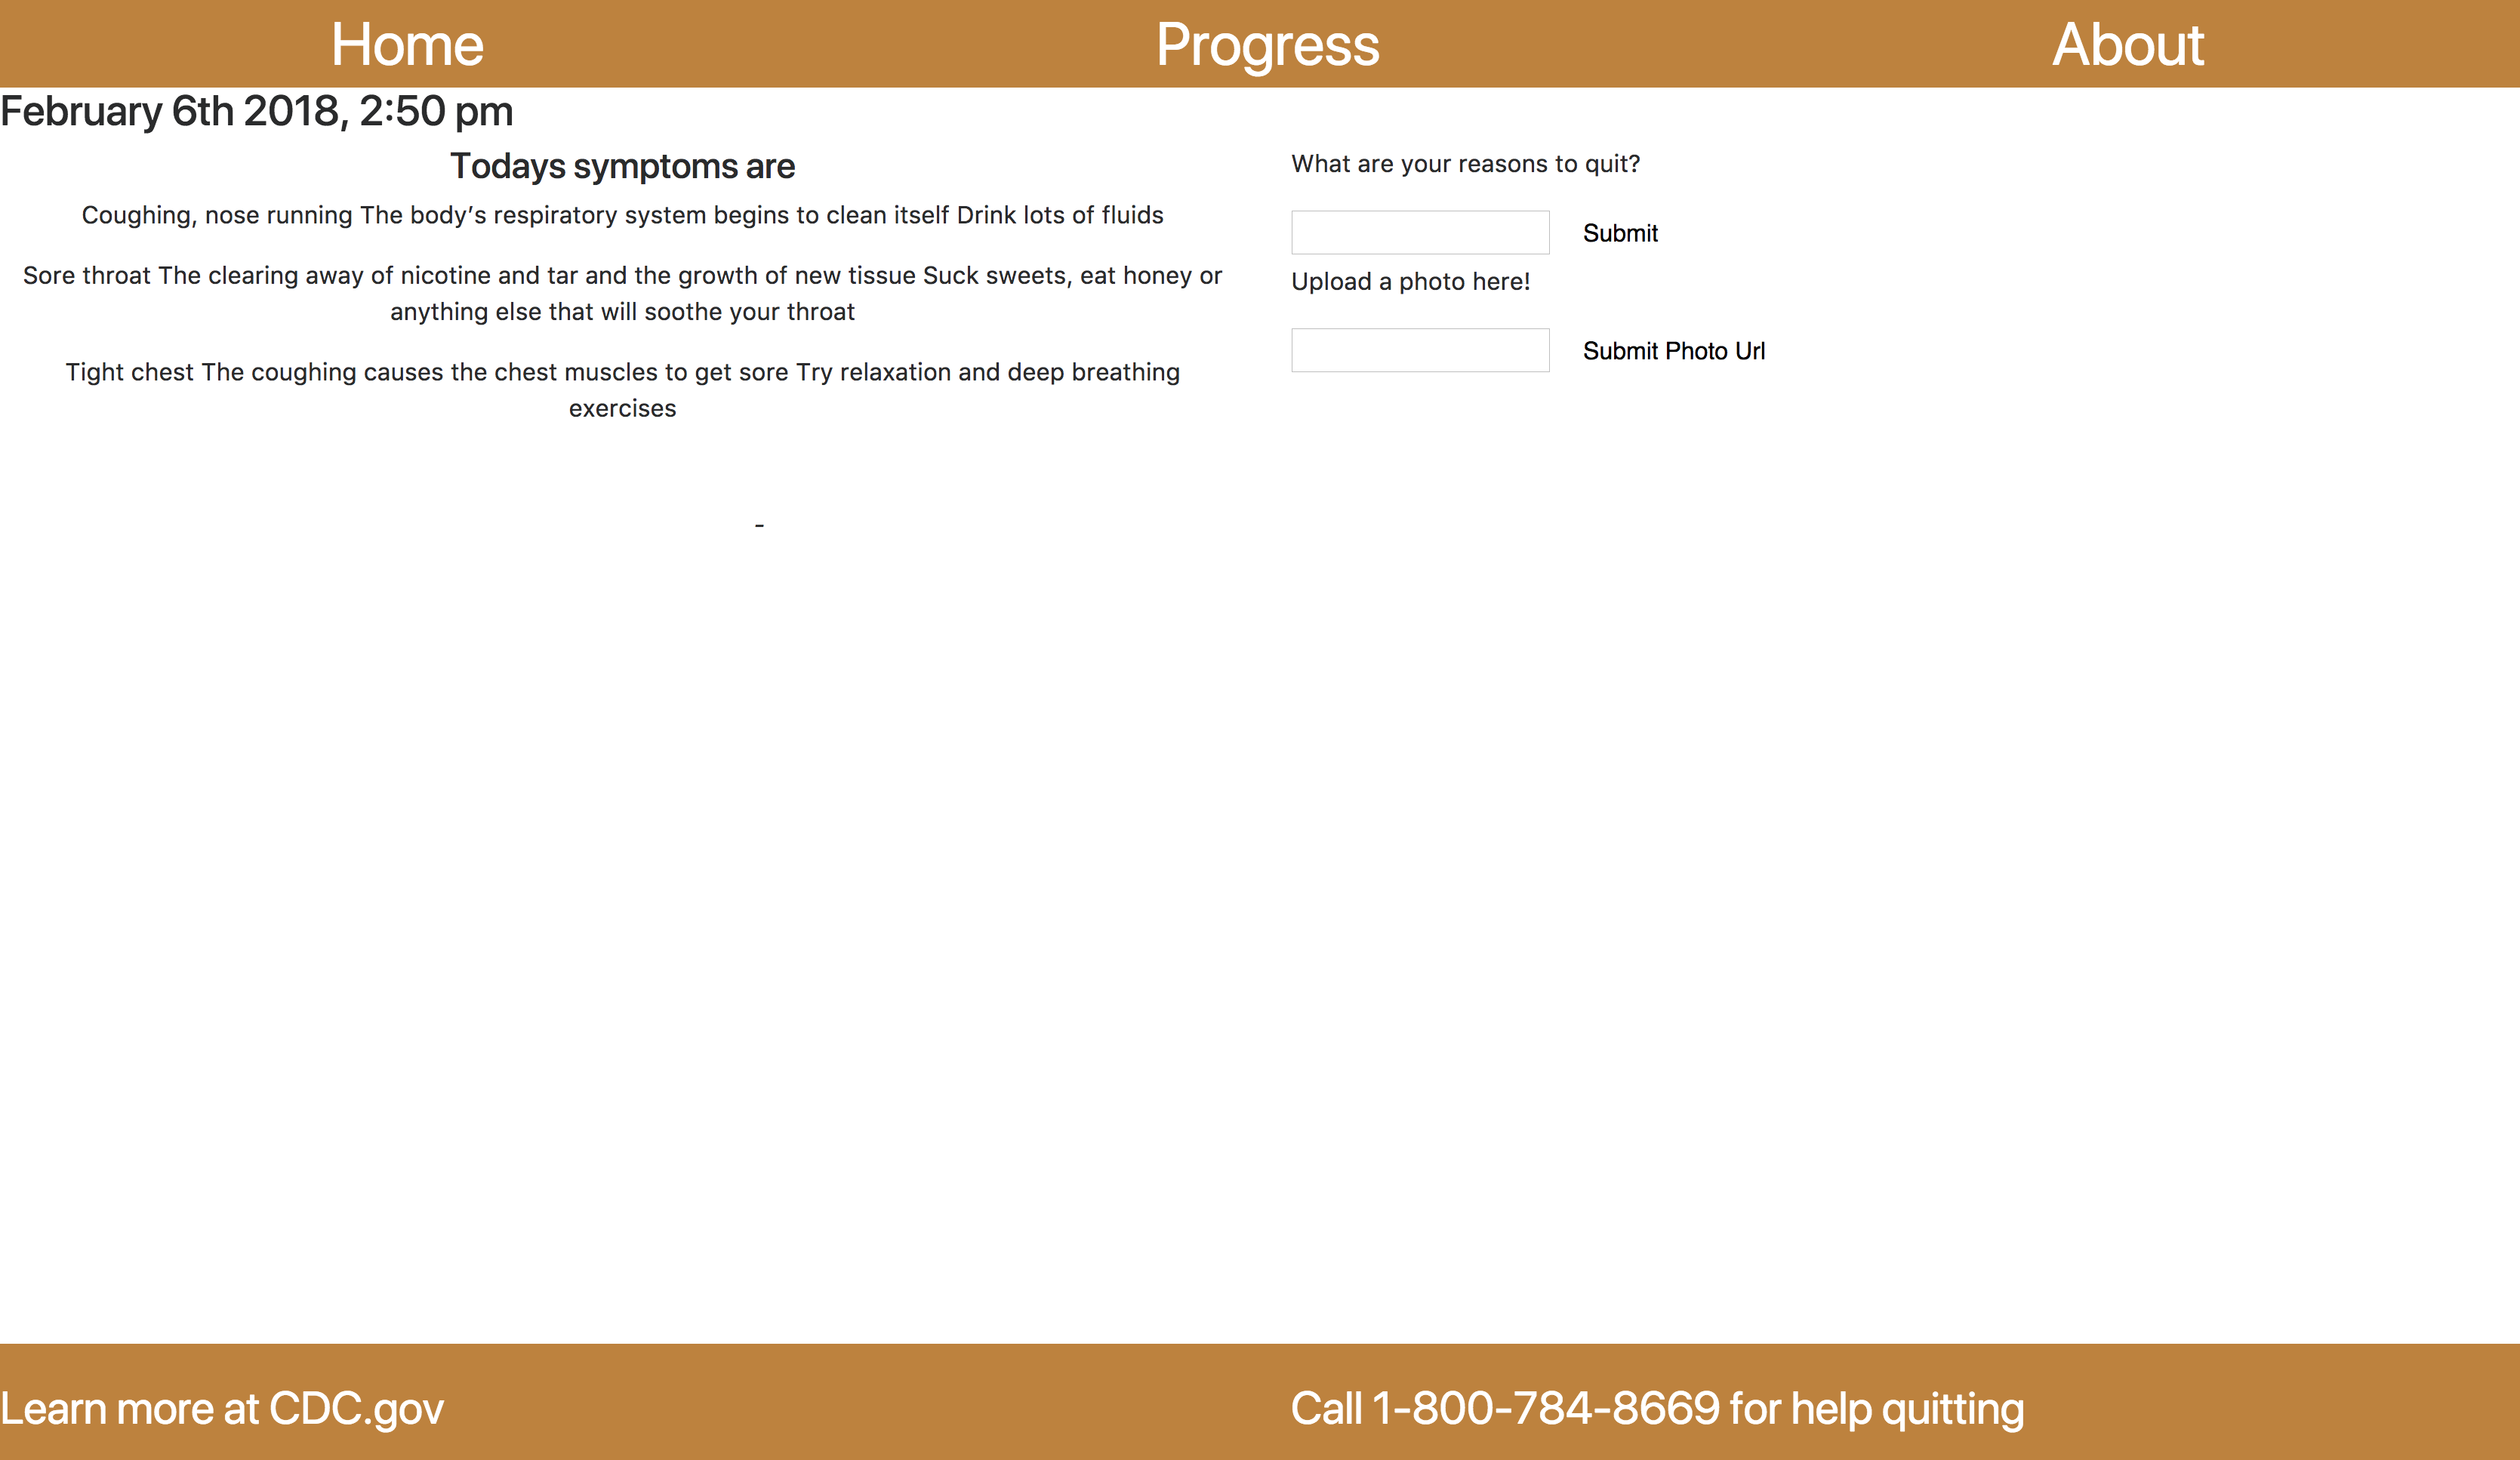 Home Progress About
February 6th 2018, 2:50 pm
Todays symptoms are
Coughing, nose running The body’s respiratory system begins to clean itself Drink lots of fluids
Sore throat The clearing away of nicotine and tar and the growth of new tissue Suck sweets, eat honey or
anything else that will soothe your throat
Tight chest The coughing causes the chest muscles to get sore Try relaxation and deep breathing
exercises
-
What are your reasons to quit?
Submit
Upload a photo here!
Submit Photo Url
Learn more at CDC.gov
Call 1-800-784-8669 for help quitting